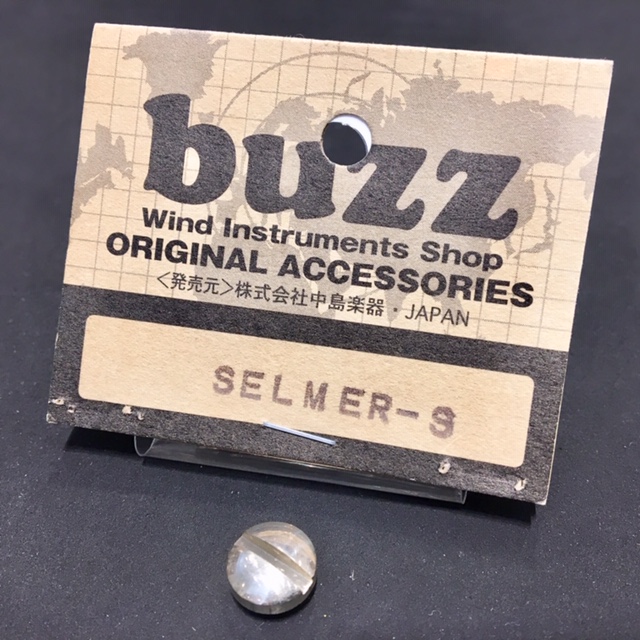 buzz
Wind Instruments Shop
ORIGINAL ACCESSORIES
＜発売元＞株式会社中島楽器・JAPAN
SELMER-S